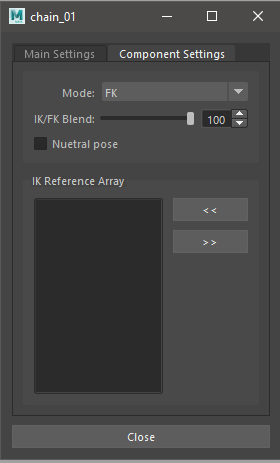 chain_01
Main Settings Component Settings
Mode: FK
IK/FK Blend: 100
Nuetral pose
IK Reference Array
<<
>>
Close